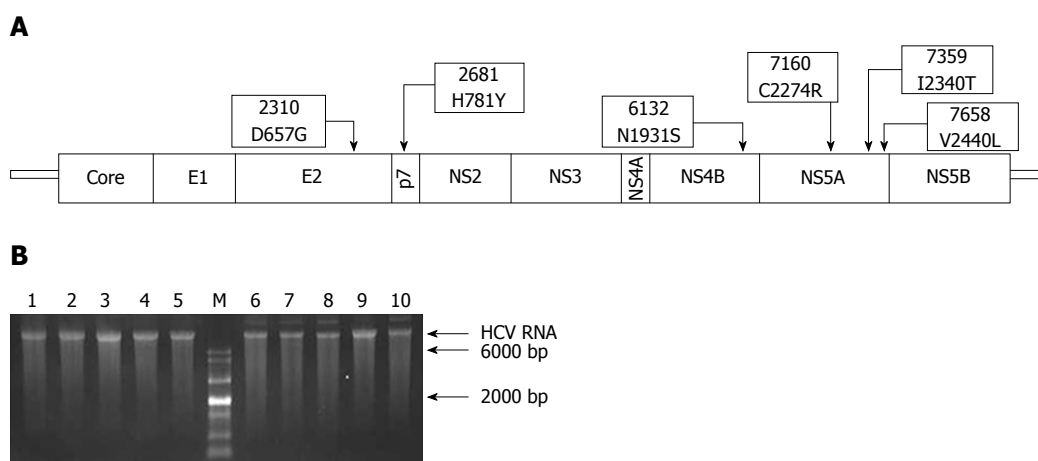 A
2310
D657G
2681
H781Y
6132
N1931S
7160
C2274R
7359
I2340T
7658
V2440L
Core E1 E2 p7 NS2 NS3 NS4A NS4B NS5A NS5B
B
1 2 3 4 5 M 6 7 8 9 10
HCV RNA
6000 bp
2000 bp